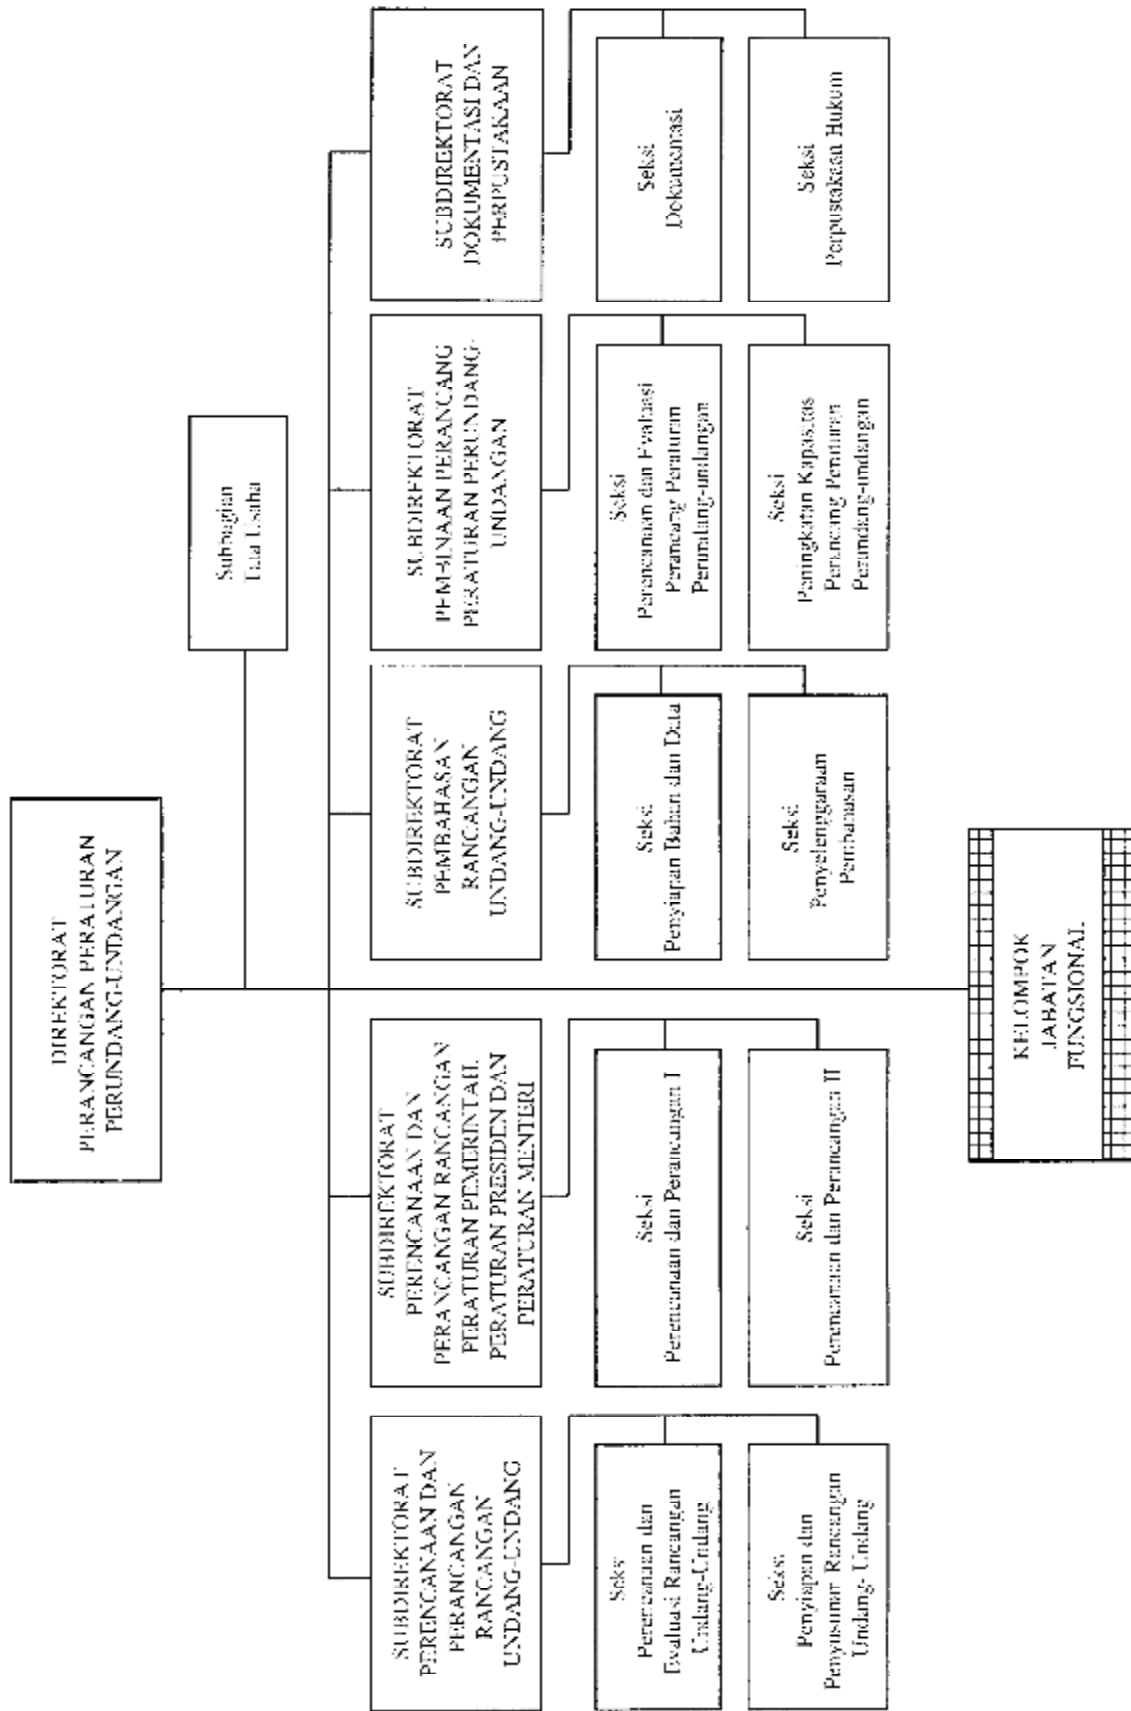 DIREKTORAT
PERANCANGAN PERATURAN
PERUNDANG-UNDANGAN
Subbagian
Tata Usaha
SUBDIREKTORAT
PERENCANAAN DAN
PERANCANGAN
RANCANGAN
UNDANG-UNDANG
SUBDIREKTORAT
PERENCANAAN DAN
PERANCANGAN RANCANGAN
PERATURAN PEMERINTAH,
PERATURAN PRESIDEN DAN
PERATURAN MENTERI
SUBDIREKTORAT
PEMBAHASAN
RANCANGAN
UNDANG-UNDANG
SUBDIREKTORAT
PEMBINAAN PERANCANG
PERATURAN PERUNDANG-
UNDANGAN
SUBDIREKTORAT
DOKUMENTASI DAN
PERPUSTAKAAN
Seksi
Perencanaan dan
Evaluasi Rancangan
Undang-Undang
Seksi
Perencanaan dan Perancangan I
Seksi
Penyiapan Bahan dan Data
Seksi
Perencanaan dan Evaluasi
Perancang Peraturan
Perundang-undangan
Seksi
Dokumentasi
Seksi
Penyiapan dan
Penyusunan Rancangan
Undang-Undang
Seksi
Perencanaan dan Perancangan II
Seksi
Penyelenggaraan
Pembahasan
Seksi
Peningkatan Kapasitas
Perancang Peraturan
Perundang-undangan
Seksi
Perpustakaan Hukum
KELOMPOK
JABATAN
FUNGSIONAL